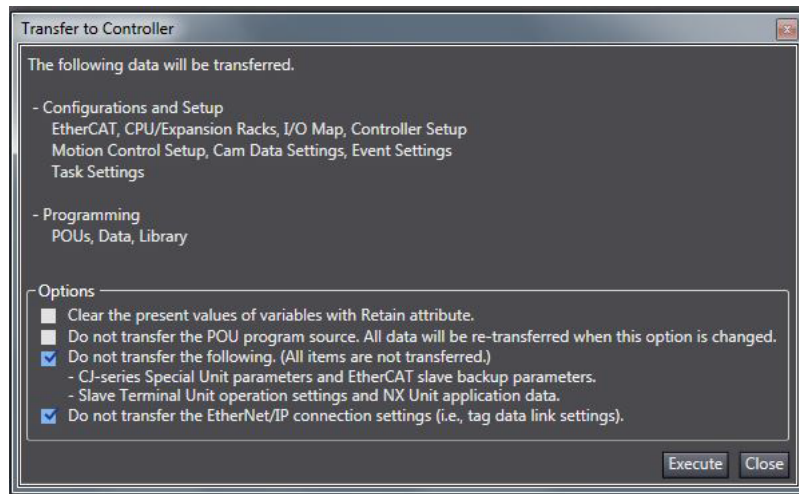 Transfer to Controller
The following data will be transferred.
- Configurations and Setup
EtherCAT, CPU/Expansion Racks, I/O Map, Controller Setup
Motion Control Setup, Cam Data Settings, Event Settings
Task Settings
- Programming
POUs, Data, Library
Options
Clear the present values of variables with Retain attribute.
Do not transfer the POU program source. All data will be re-transferred when this option is changed.
Do not transfer the following. (All items are not transferred.)
- CJ-series Special Unit parameters and EtherCAT slave backup parameters.
- Slave Terminal Unit operation settings and NX Unit application data.
Do not transfer the EtherNet/IP connection settings (i.e., tag data link settings).
Execute Close